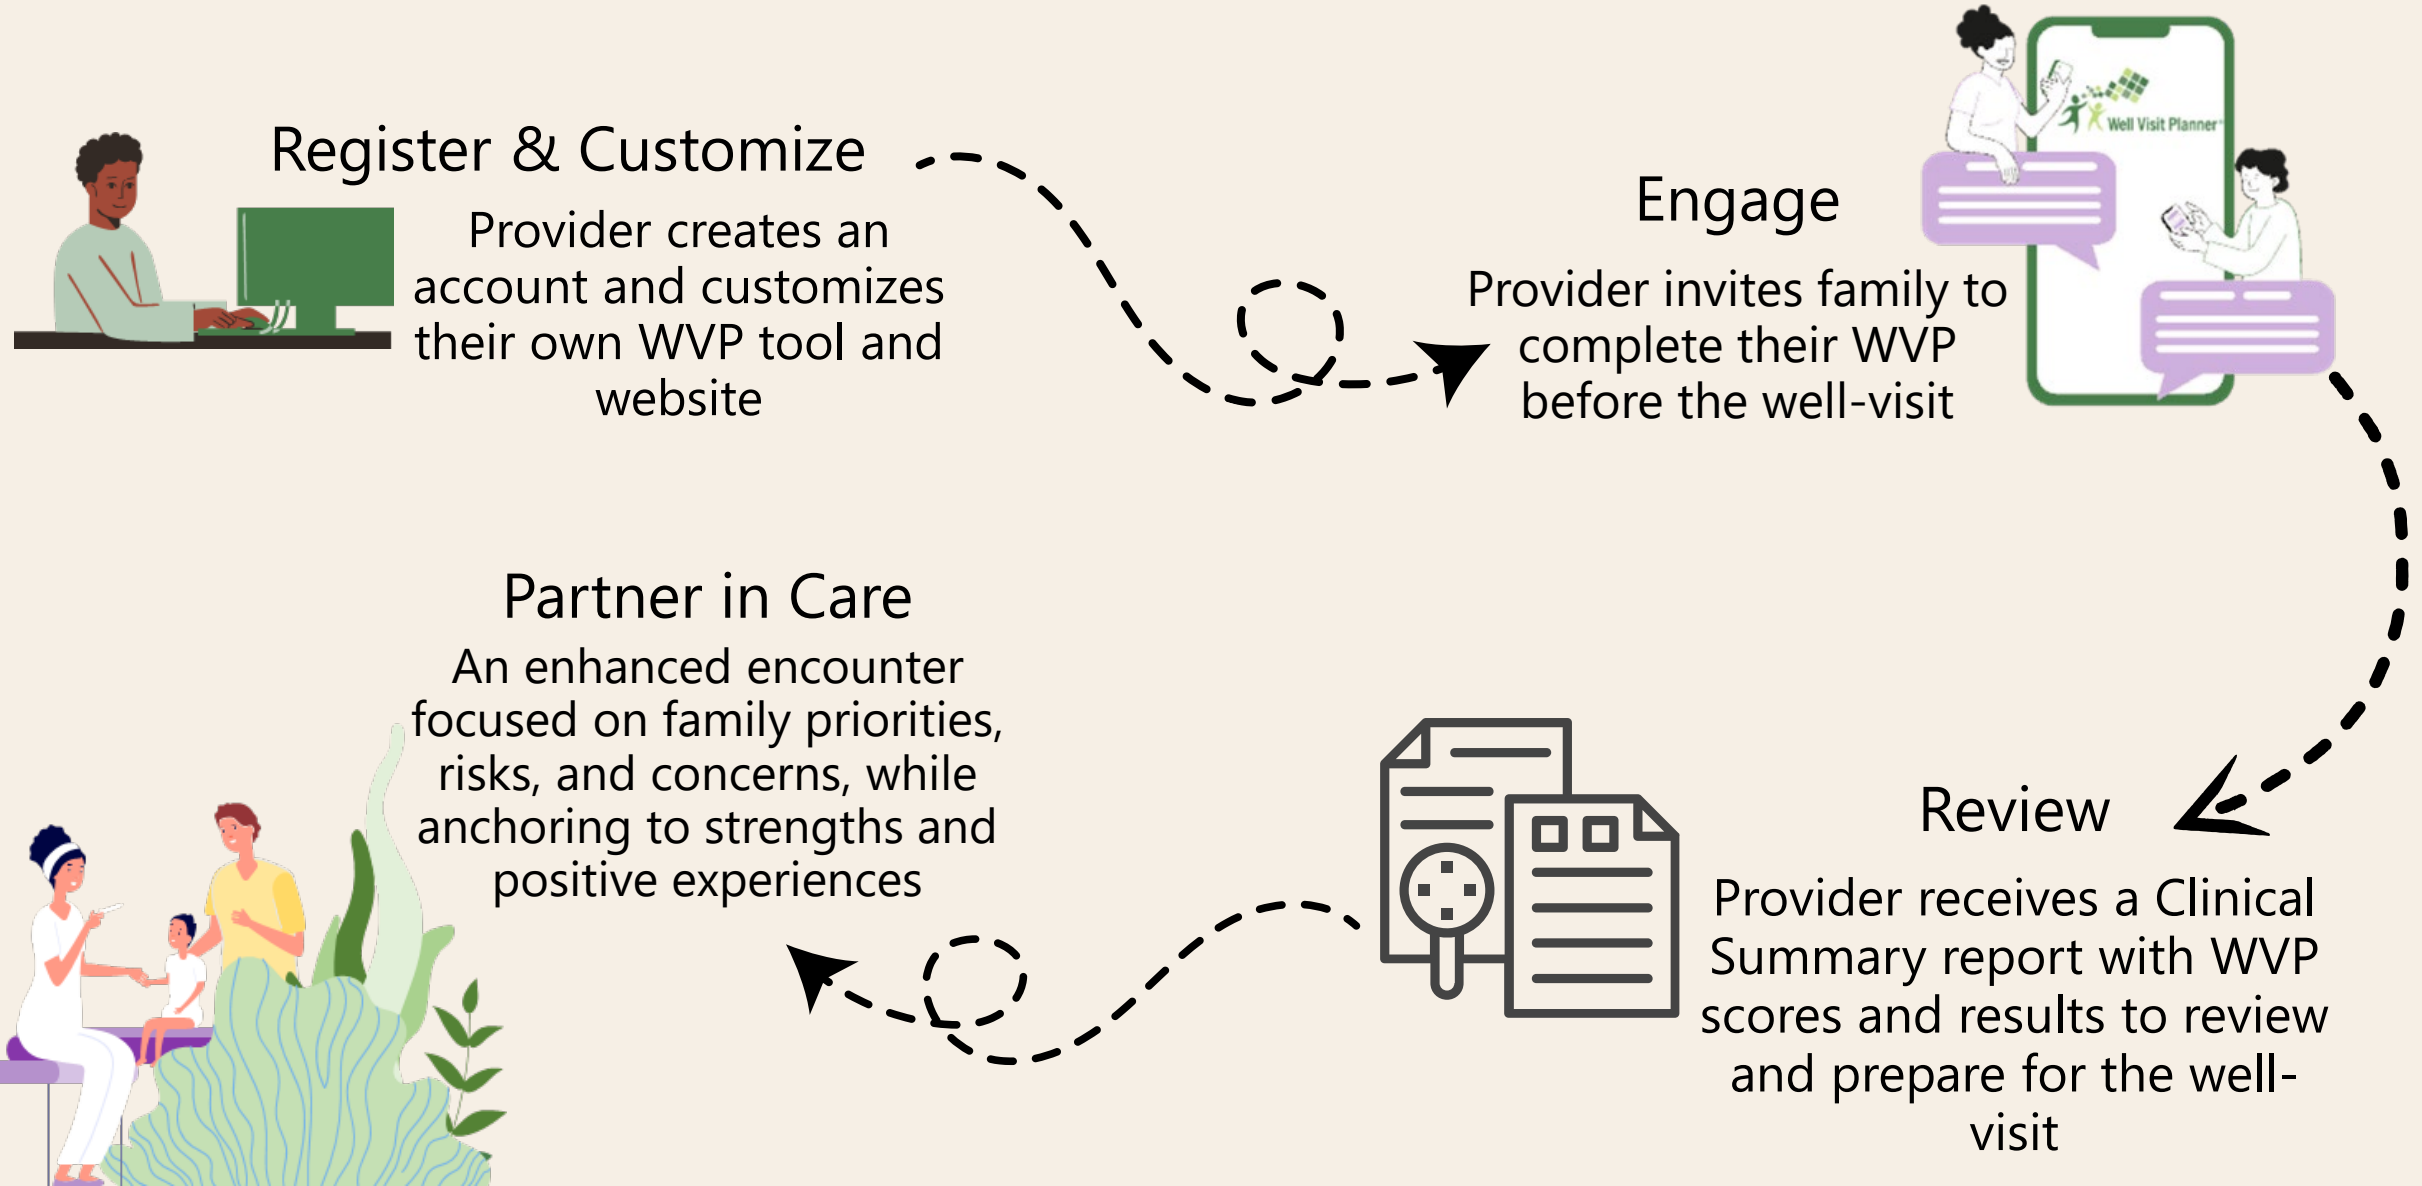 Register & Customize
Provider creates an
account and customizes
their own WVP tool and
website
Engage
Provider invites family to
complete their WVP
before the well-visit
Well Visit Planner
Review
Provider receives a Clinical
Summary report with WVP
scores and results to review
and prepare for the well-
visit
Partner in Care
An enhanced encounter
focused on family priorities,
risks, and concerns, while
anchoring to strengths and
positive experiences